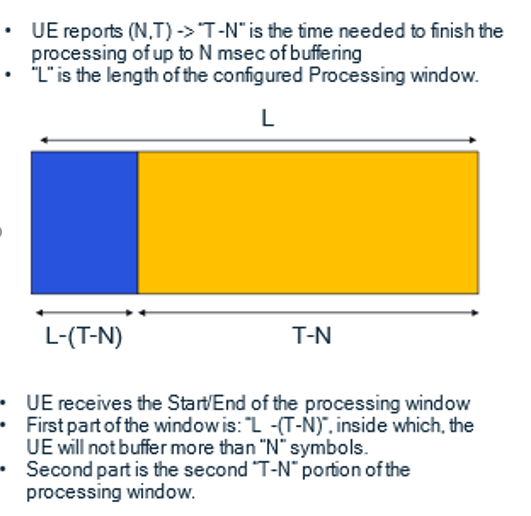 • UE reports (N,T) -> "T-N" is the time needed to finish the
processing of up to N msec of buffering
• "L" is the length of the configured Processing window.
L
L-(T-N)
T-N
• UE receives the Start/End of the processing window
• First part of the window is: "L -(T-N)", inside which, the
UE will not buffer more than "N" symbols.
• Second part is the second "T-N" portion of the
processing window.